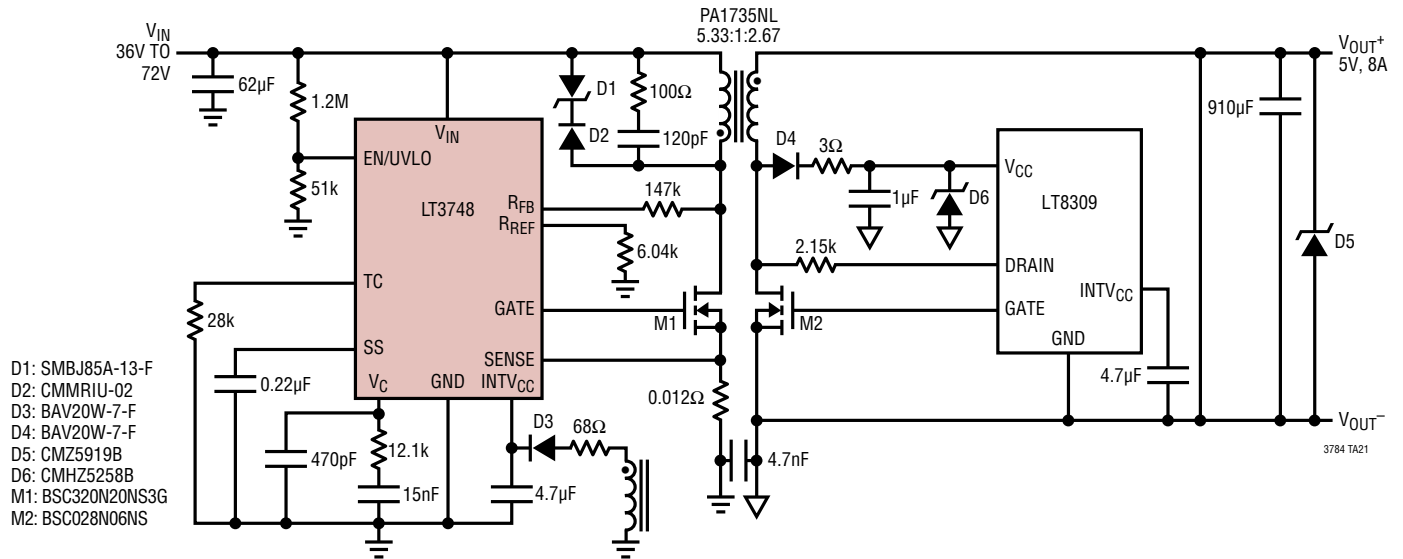 PA1735NL
5.33:1:2.67
VIN
36V TO
72V
VOUT+
5V, 8A
62µF
1.2M
D1
100Ω
D2
120pF
910µF
VIN
EN/UVLO
D4
3Ω
VCC
51k
LT3748
RFB
147k
1µF
D6
LT8309
RREF
6.04k
2.15k
D5
TC
DRAIN
28k
GATE
M1
M2
GATE
INTVCC
SS
SENSE
GND
0.22µF
VC
GND
INTVCC
0.012Ω
4.7µF
D3
68Ω
VOUT–
12.1k
470pF
4.7nF
3784 TA21
15nF
4.7µF
D1: SMBJ85A-13-F
D2: CMMRIU-02
D3: BAV20W-7-F
D4: BAV20W-7-F
D5: CMZ5919B
D6: CMHZ5258B
M1: BSC320N20NS3G
M2: BSC028N06NS